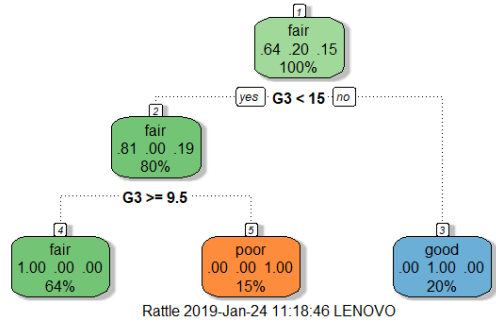 1
fair
.64 .20 .15
100%
yes G3 < 15 no
2
fair
.81 .00 .19
80%
G3 >= 9.5
4
fair
1.00 .00 .00
64%
5
poor
.00 .00 1.00
15%
3
good
.00 1.00 .00
20%
Rattle 2019-Jan-24 11:18:46 LENOVO